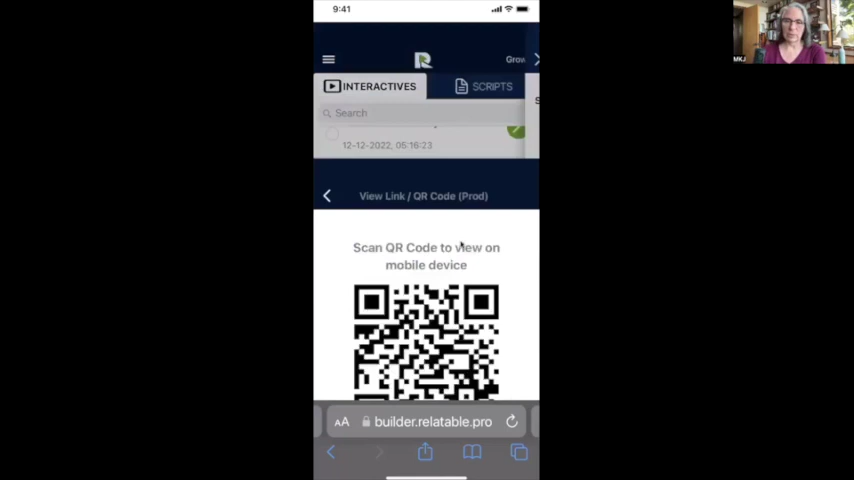 9:41
MKJ
Grow
INTERACTIVES
SCRIPTS
Search
12-12-2022, 05:16:23
View Link / QR Code (Prod)
Scan QR Code to view on
mobile device
AA builder.relatable.pro